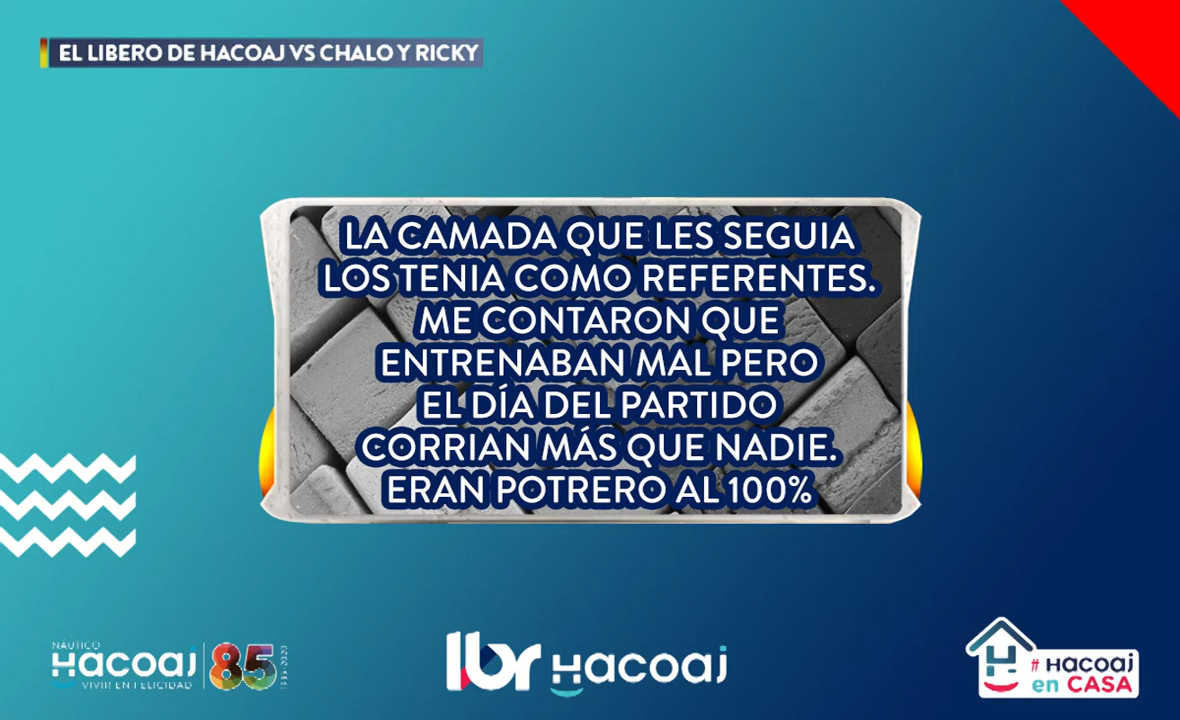 EL LIBERO DE HACOAJ VS CHALO Y RICKY
LA CAMADA QUE LES SEGUIA
LOS TENIA COMO REFERENTES.
ME CONTARON QUE
ENTRENABAN MAL PERO
EL DÍA DEL PARTIDO
CORRIAN MÁS QUE NADIE.
ERAN POTRERO AL 100%
NÁUTICO
HACOAJ
VIVIR EN FELICIDAD
85
1935-2020
lbr HACOAJ
# HACOAJ
en CASA